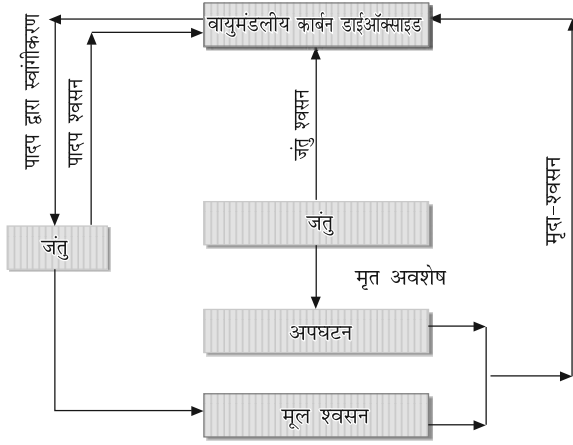 वायुमंडलीय कार्बन डाईऑक्साइड
पादप द्वारा स्वांगीकरण
पादप श्वसन
जंतु श्वसन
मृदा-श्वसन
जंतु
जंतु
मृत अवशेष
अपघटन
मूल श्वसन